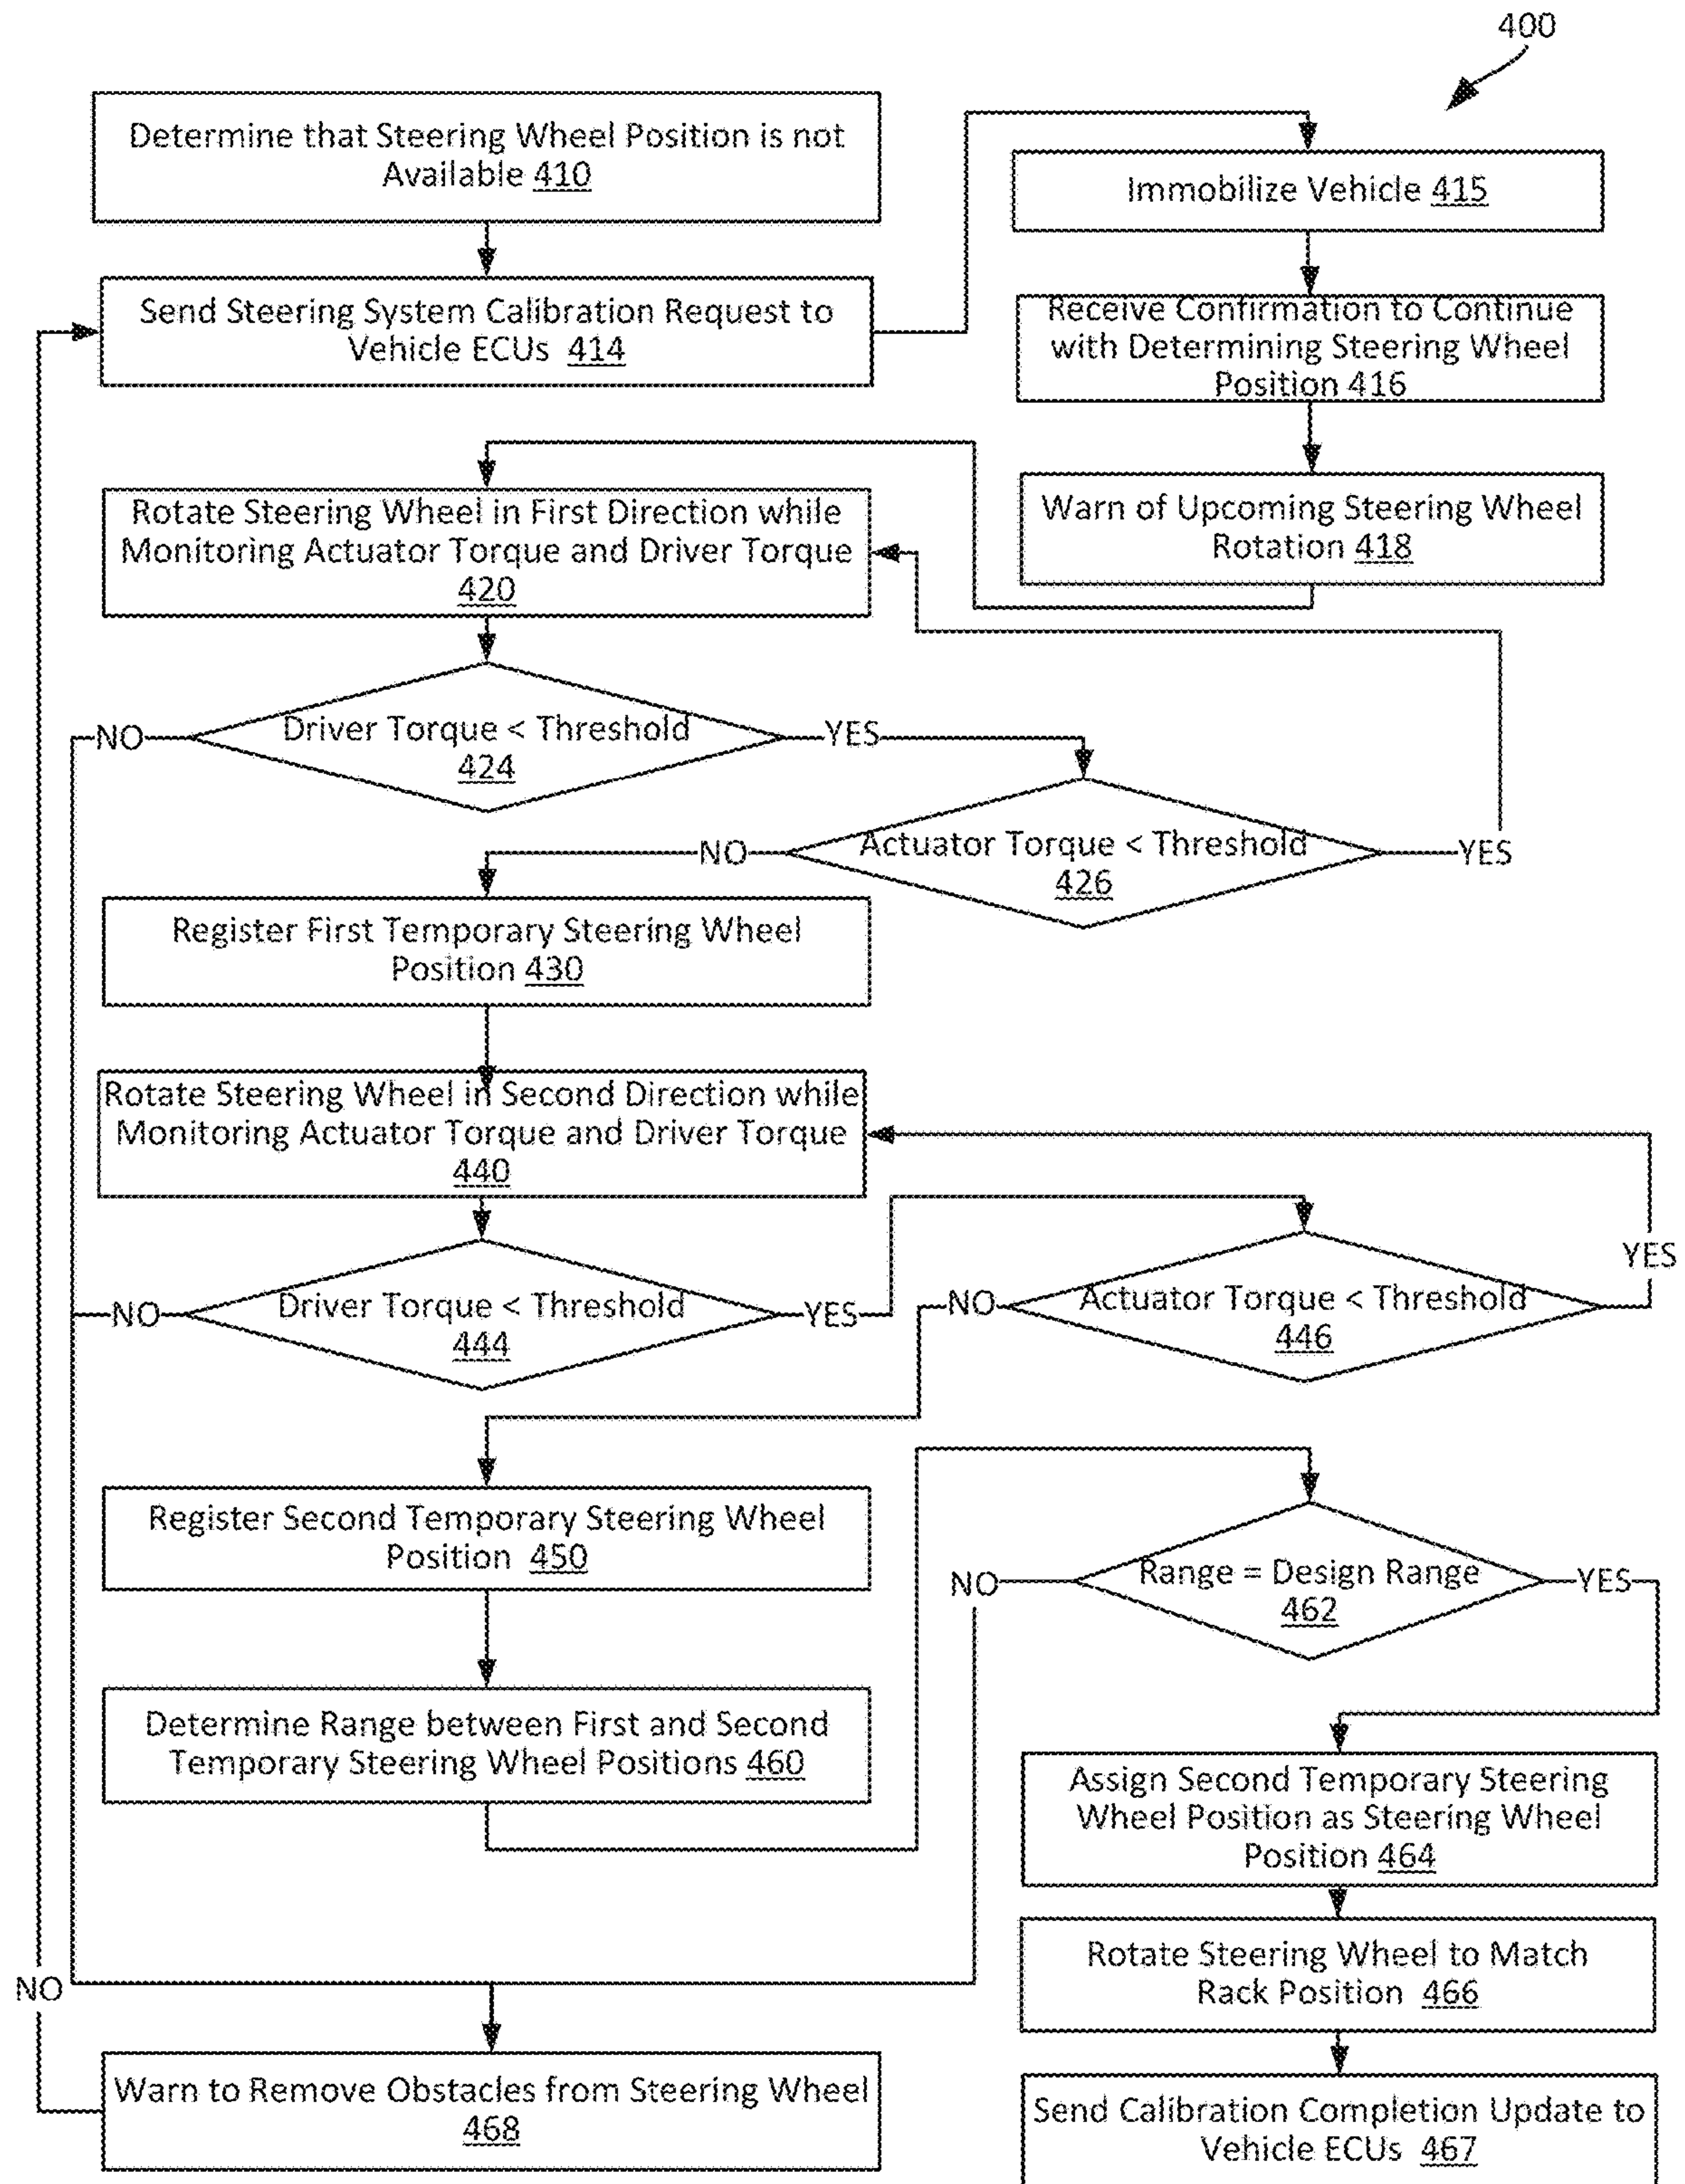 400
Determine that Steering Wheel Position is not
Available 410
Send Steering System Calibration Request to
Vehicle ECUs 414
Immobilize Vehicle 415
Receive Confirmation to Continue
with Determining Steering Wheel
Position 416
Warn of Upcoming Steering Wheel
Rotation 418
Rotate Steering Wheel in First Direction while
Monitoring Actuator Torque and Driver Torque
420
NO
Driver Torque < Threshold
424
YES
NO
Actuator Torque < Threshold
426
YES
Register First Temporary Steering Wheel
Position 430
Rotate Steering Wheel in Second Direction while
Monitoring Actuator Torque and Driver Torque
440
NO
Driver Torque < Threshold
444
YES
NO
Actuator Torque < Threshold
446
YES
Register Second Temporary Steering Wheel
Position 450
Determine Range between First and Second
Temporary Steering Wheel Positions 460
NO
Range = Design Range
462
YES
Assign Second Temporary Steering
Wheel Position as Steering Wheel
Position 464
Rotate Steering Wheel to Match
Rack Position 466
Send Calibration Completion Update to
Vehicle ECUs 467
NO
Warn to Remove Obstacles from Steering Wheel
468